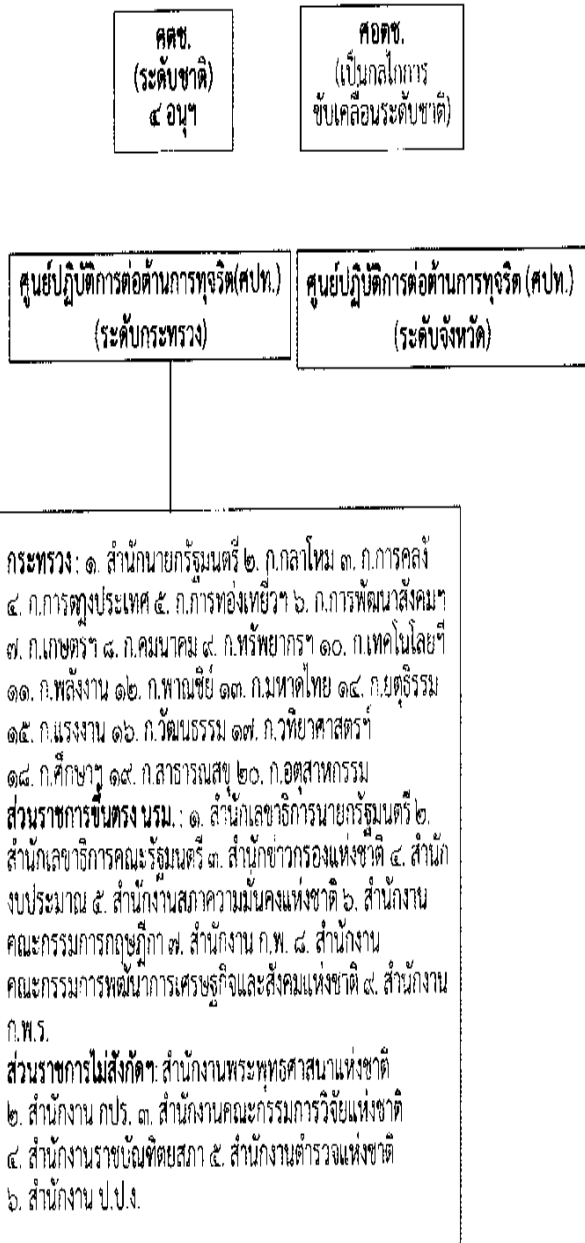 คตช.
(ระดับชาติ)
๔ อนุฯ
ศอตช.
(เป็นกลไกการ
ขับเคลื่อนระดับชาติ)
ศูนย์ปฏิบัติการต่อต้านการทุจริต(ศปท.)
(ระดับกระทรวง)
ศูนย์ปฏิบัติการต่อต้านการทุจริต (ศปท.)
(ระดับจังหวัด)
กระทรวง : ๑. สำนักนายกรัฐมนตรี ๒. ก.กลาโหม ๓. ก.การคลัง
๔. ก.การต่างประเทศ ๕. ก.การท่องเที่ยวฯ ๖. ก.การพัฒนาสังคมฯ
๗. ก.เกษตรฯ ๘. ก.คมนาคม ๙. ก.ทรัพยากรฯ ๑๐. ก.เทคโนโลยีฯ
๑๑. ก.พลังงาน ๑๒. ก.พาณิชย์ ๑๓. ก.มหาดไทย ๑๔. ก.ยุติธรรม
๑๕. ก.แรงงาน ๑๖. ก.วัฒนธรรม ๑๗. ก.วิทยาศาสตร์ฯ
๑๘. ก.ศึกษาฯ ๑๙. ก.สาธารณสุข ๒๐. ก.อุตสาหกรรม
ส่วนราชการขึ้นตรง นรม. : ๑. สำนักเลขาธิการนายกรัฐมนตรี ๒.
สำนักเลขาธิการคณะรัฐมนตรี ๓. สำนักข่าวกรองแห่งชาติ ๔. สำนัก
งบประมาณ ๕. สำนักงานสภาความมั่นคงแห่งชาติ ๖. สำนักงาน
คณะกรรมการกฤษฎีกา ๗. สำนักงาน ก.พ. ๘. สำนักงาน
คณะกรรมการพัฒนาการเศรษฐกิจและสังคมแห่งชาติ ๙. สำนักงาน
ก.พ.ร.
ส่วนราชการไม่สังกัดฯ: สำนักงานพระพุทธศาสนาแห่งชาติ
๒. สำนักงาน กปร. ๓. สำนักงานคณะกรรมการวิจัยแห่งชาติ
๔. สำนักงานราชบัณฑิตยสภา ๕. สำนักงานตำรวจแห่งชาติ
๖. สำนักงาน ป.ป.ง.